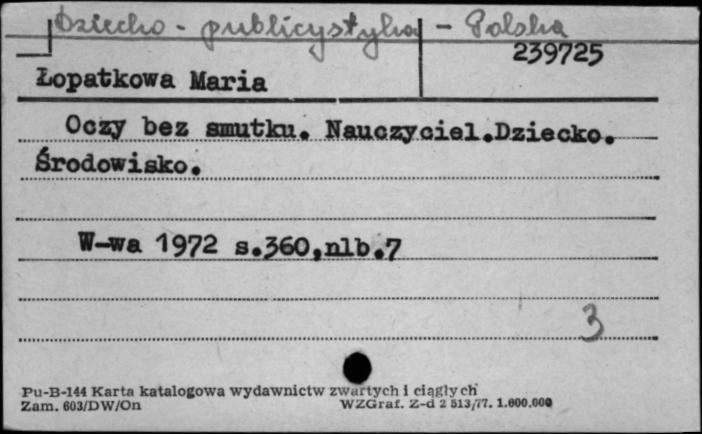 Dziecko - publicystyka - Polska
239725
Łopatkowa Maria
Oczy bez smutku. Nauczyciel.Dziecko.
Środowisko.
W-wa 1972 s.360,nlb.7
3
Pu-B-144 Karta katalogowa wydawnictw zwartych i ciągłych
Zam. 603/DW/On WZGraf. Z-d 2 513/77. 1.000.000